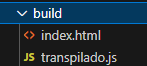 build
<> index.html
JS transpilado.js